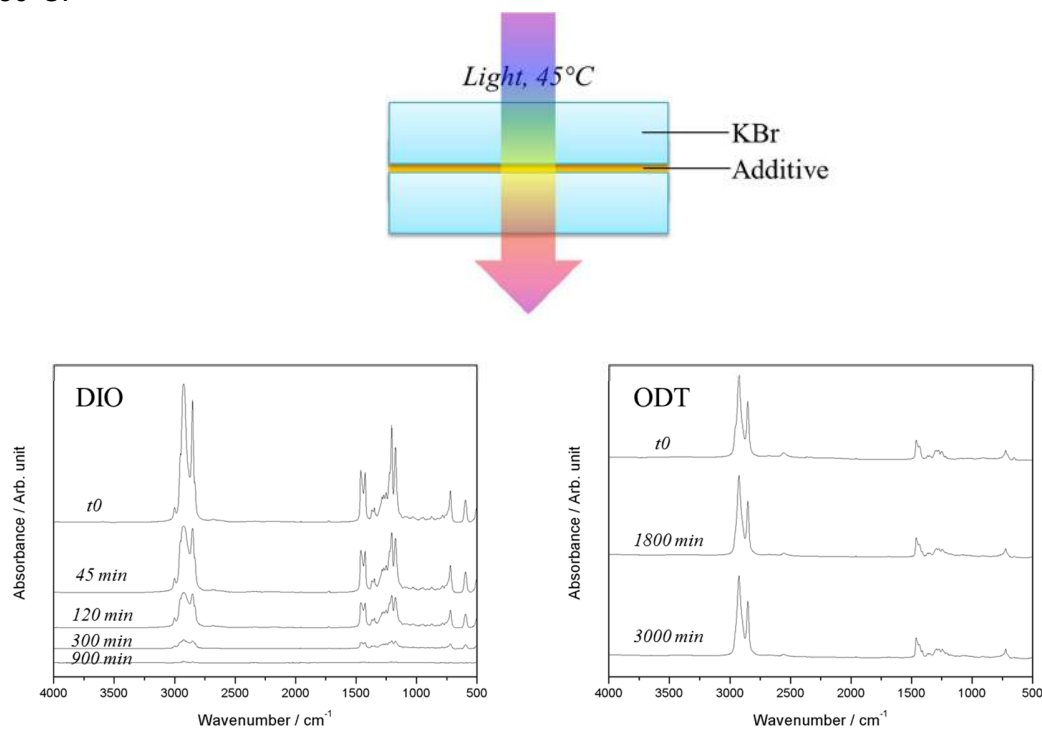 Light, 45°C
KBr
Additive
DIO
t0
45 min
120 min
300 min
900 min
Absorbance / Arb. unit
4000 3500 3000 2500 2000 1500 1000 500
Wavenumber / cm⁻¹
ODT
t0
1800 min
3000 min
Absorbance / Arb. unit
4000 3500 3000 2500 2000 1500 1000 500
Wavenumber / cm⁻¹